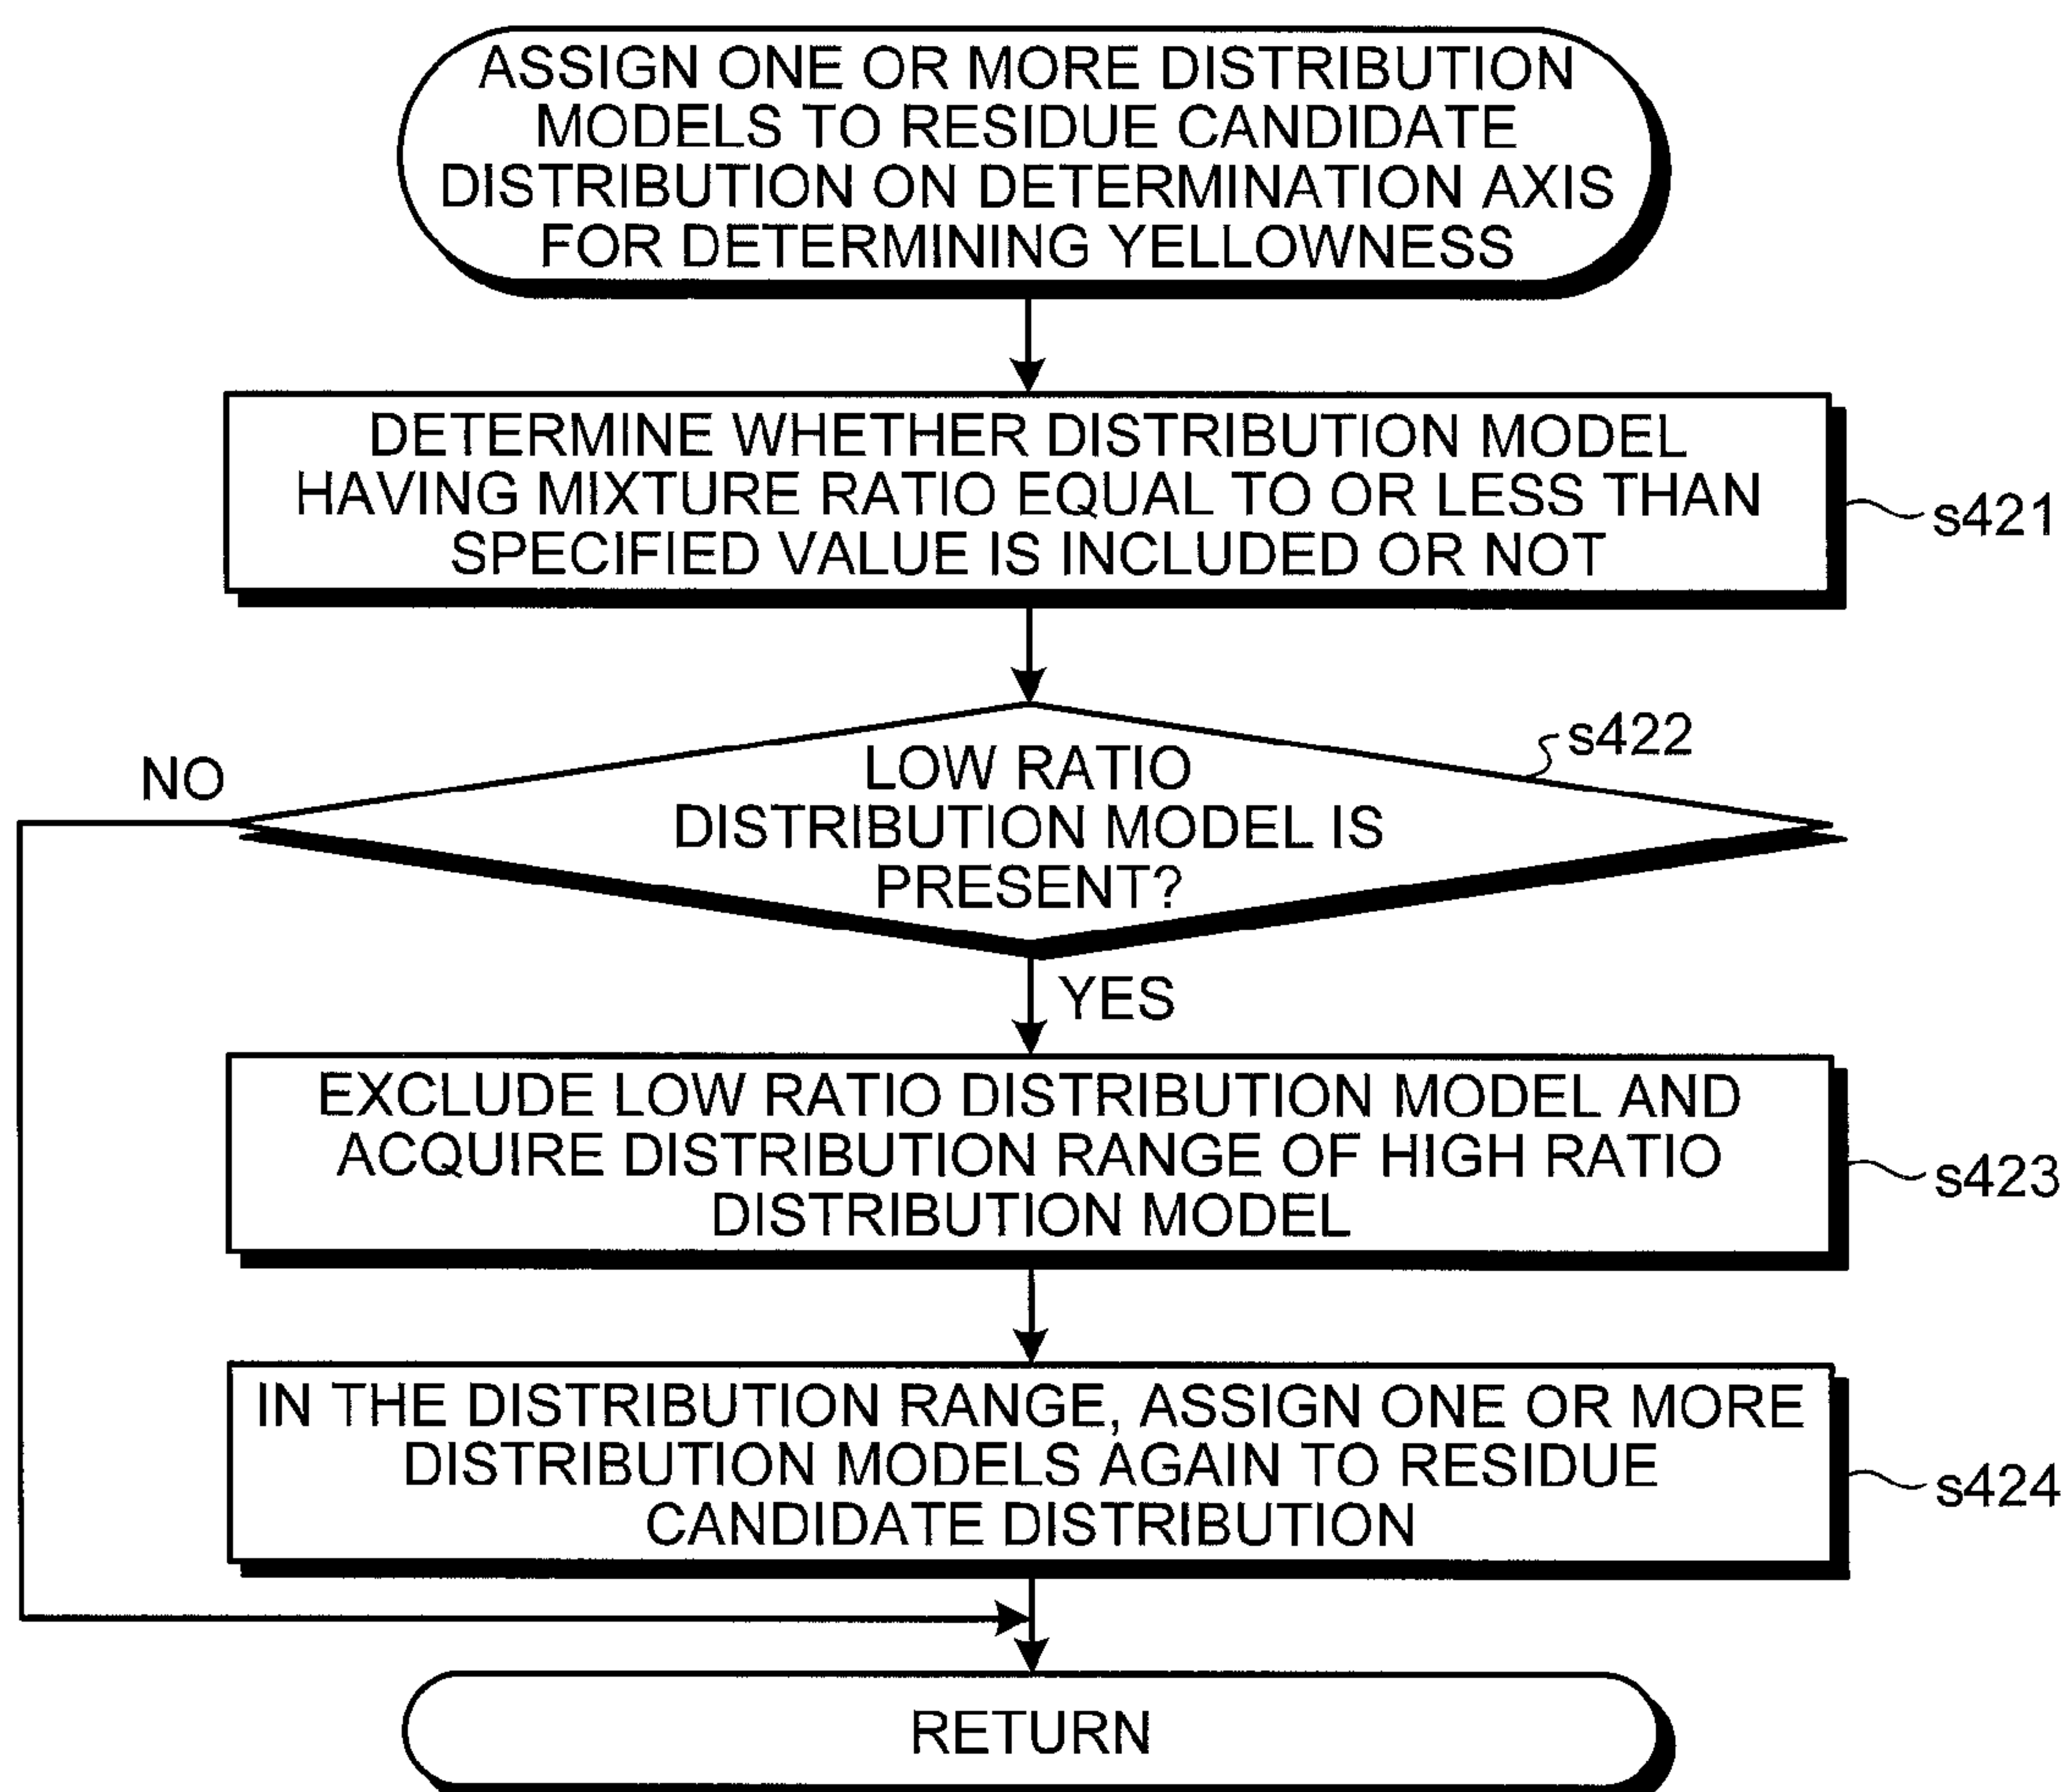 ASSIGN ONE OR MORE DISTRIBUTION
MODELS TO RESIDUE CANDIDATE
DISTRIBUTION ON DETERMINATION AXIS
FOR DETERMINING YELLOWNESS
DETERMINE WHETHER DISTRIBUTION MODEL
HAVING MIXTURE RATIO EQUAL TO OR LESS THAN
SPECIFIED VALUE IS INCLUDED OR NOT
s421
s422
NO
LOW RATIO
DISTRIBUTION MODEL IS
PRESENT?
YES
EXCLUDE LOW RATIO DISTRIBUTION MODEL AND
ACQUIRE DISTRIBUTION RANGE OF HIGH RATIO
DISTRIBUTION MODEL
s423
IN THE DISTRIBUTION RANGE, ASSIGN ONE OR MORE
DISTRIBUTION MODELS AGAIN TO RESIDUE
CANDIDATE DISTRIBUTION
s424
RETURN